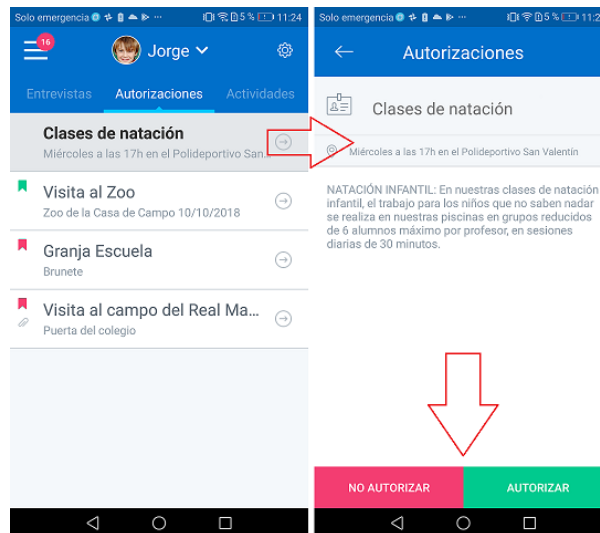 Solo emergencia 5 % 11:24
16
Jorge
Entrevistas Autorizaciones Actividades
Clases de natación
Miércoles a las 17h en el Polideportivo San...
Visita al Zoo
Zoo de la Casa de Campo 10/10/2018
Granja Escuela
Brunete
Visita al campo del Real Ma...
Puerta del colegio
Solo emergencia 5 % 11:2
Autorizaciones
Clases de natación
Miércoles a las 17h en el Polideportivo San Valentín
NATACIÓN INFANTIL: En nuestras clases de natación
infantil, el trabajo para los niños que no saben nadar
se realiza en nuestras piscinas en grupos reducidos
de 6 alumnos máximo por profesor, en sesiones
diarias de 30 minutos.
NO AUTORIZAR AUTORIZAR